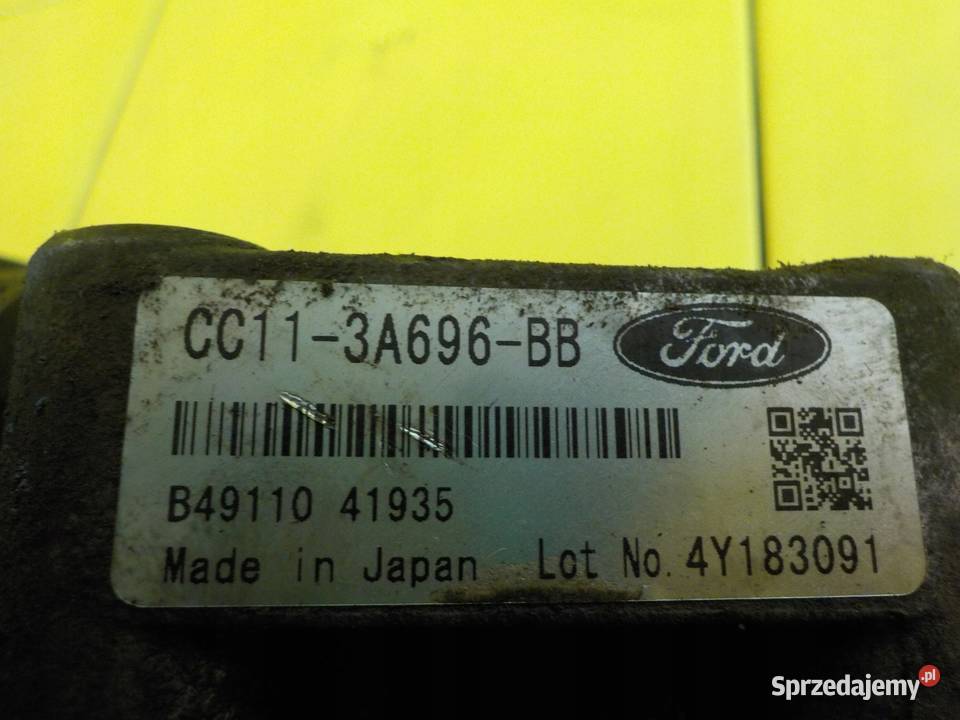 CC11-3A696-BB Ford
B49110 41935
Made in Japan Lot No. 4Y183091
Sprzedajemy.pl